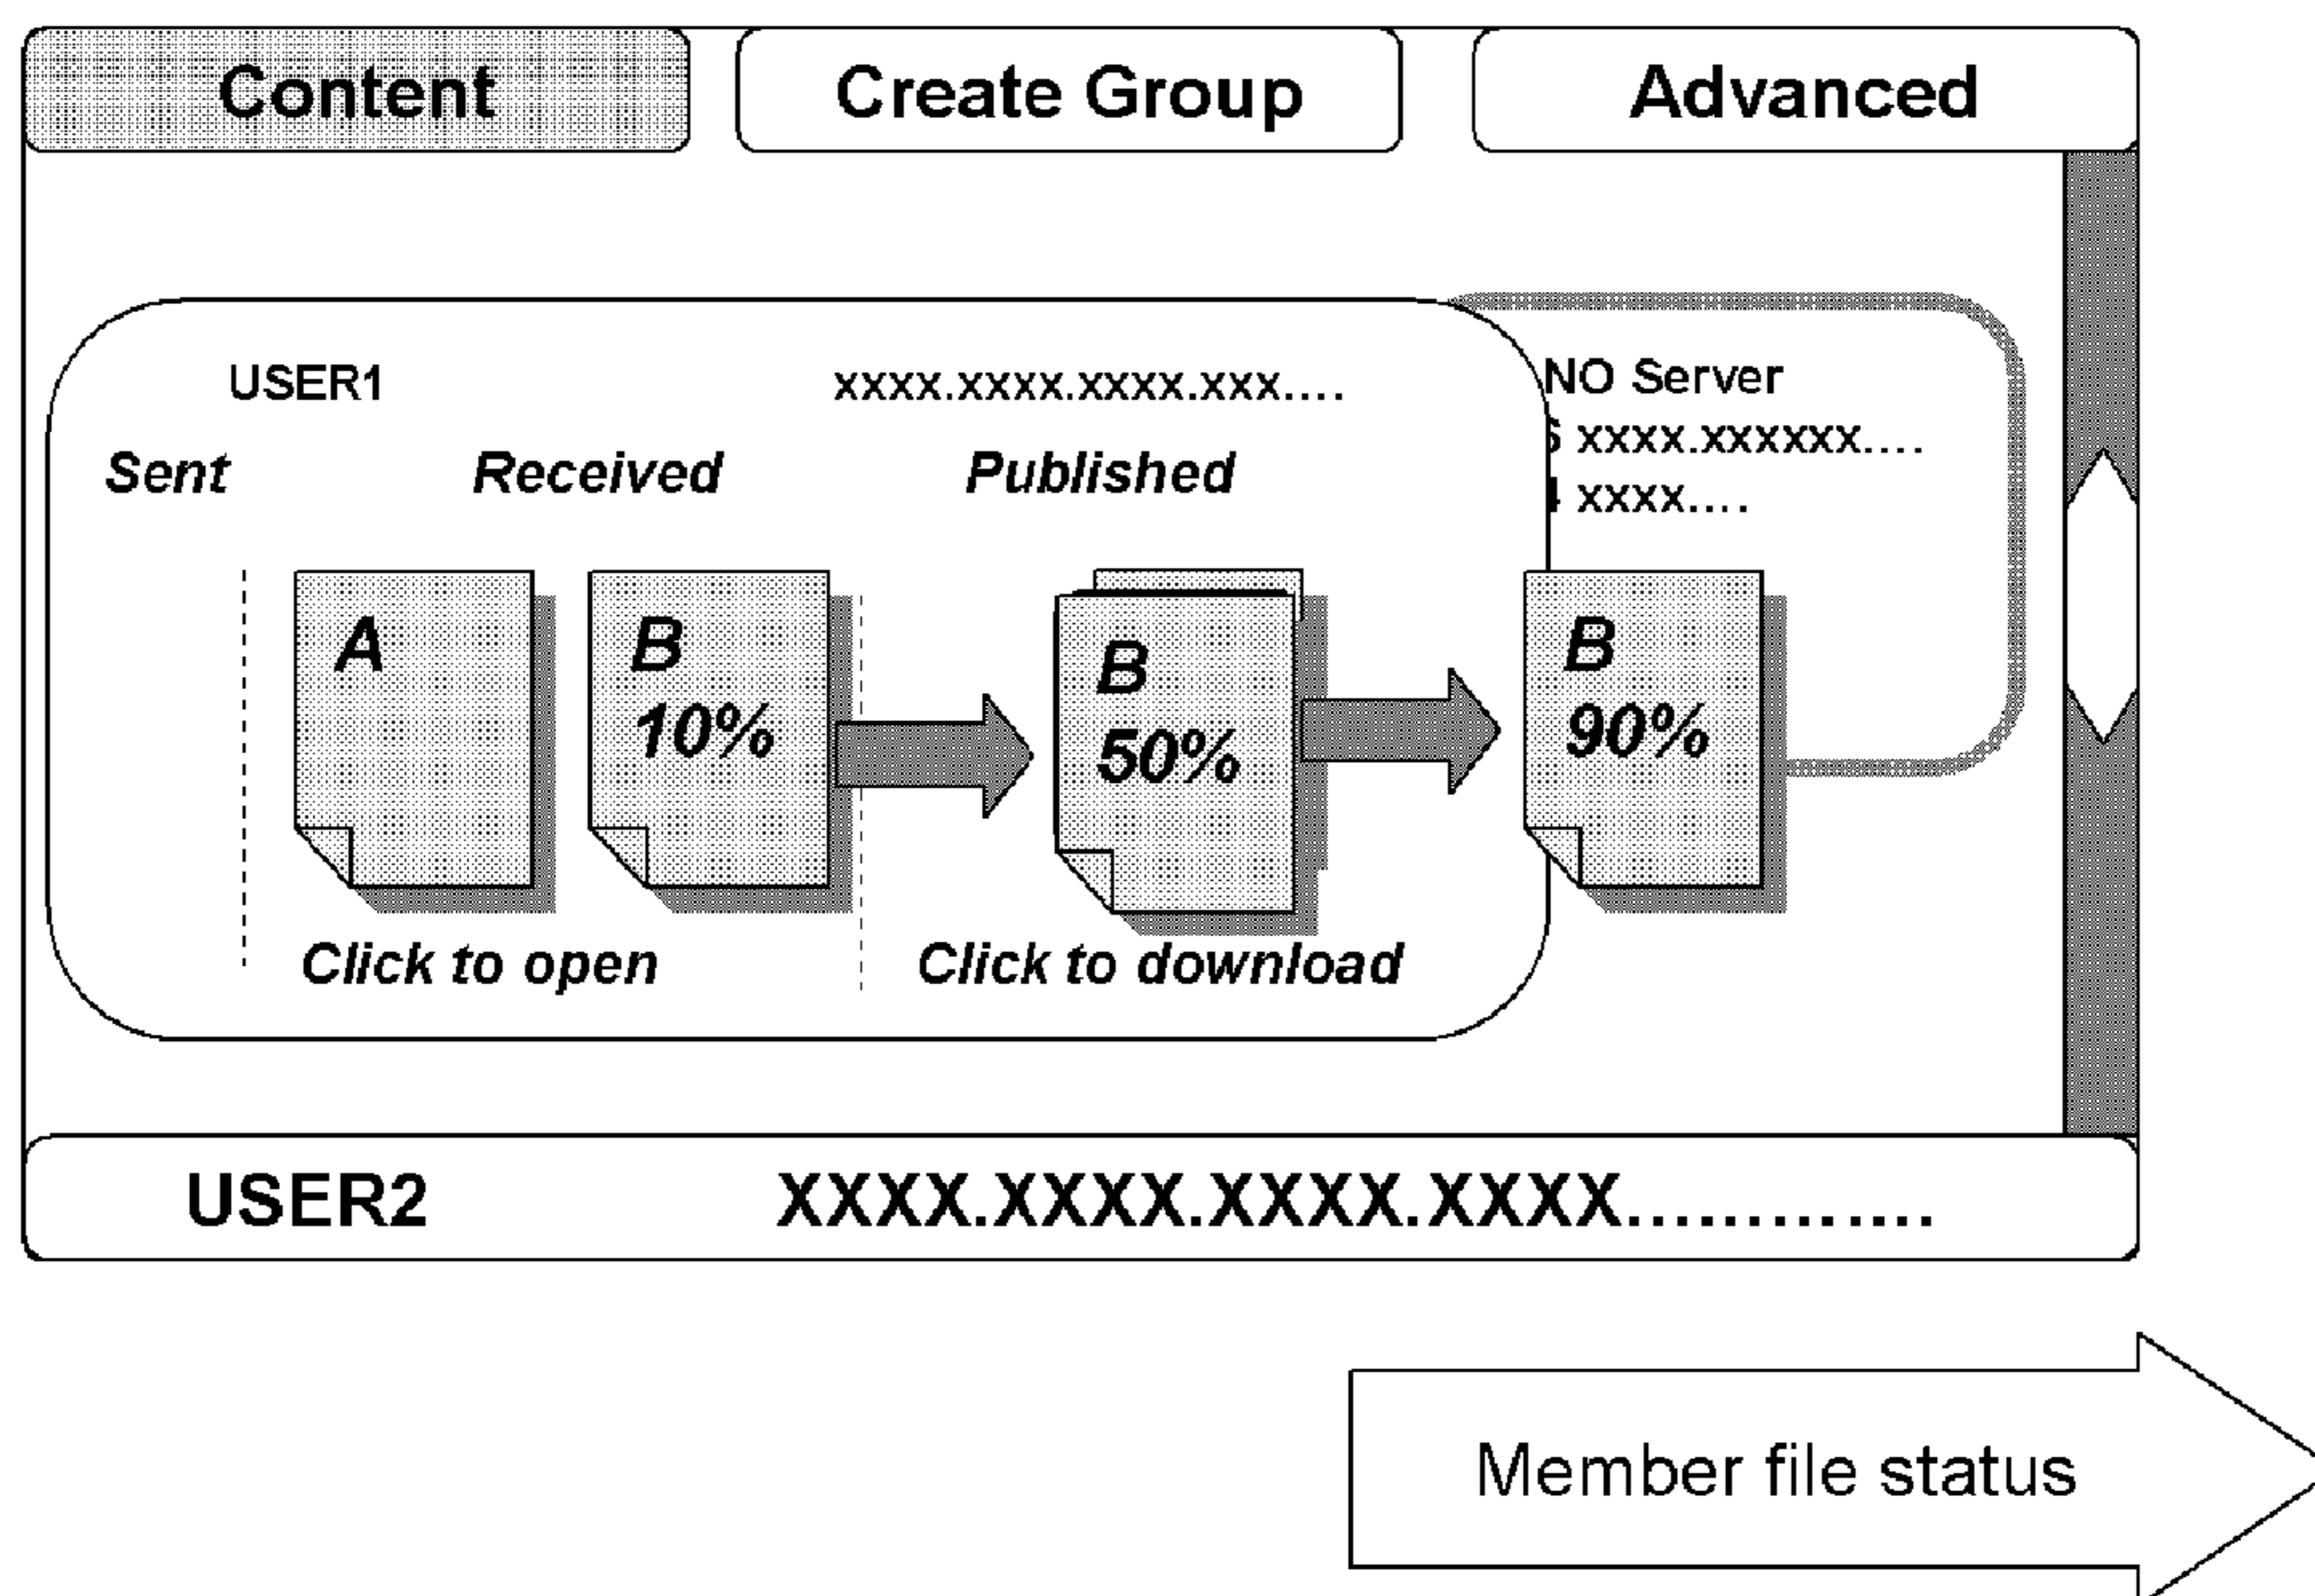 Content
Create Group
Advanced
USER1
xxxx.xxxx.xxxx.xxx....
NO Server
xxxx.xxxxxx....
xxxx....
Sent
Received
Published
A
B
10%
B
50%
B
90%
Click to open
Click to download
USER2
XXXX.XXXX.XXXX.XXXX............
Member file status